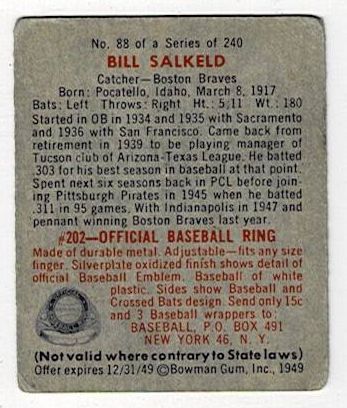 No. 88 of a Series of 240
BILL SALKELD
Catcher—Boston Braves
Born: Pocatello, Idaho, March 8, 1917
Bats: Left Throws: Right Ht.: 5:11 Wt.: 180
Started in OB in 1934 and 1935 with Sacramento
and 1936 with San Francisco. Came back from
retirement in 1939 to be playing manager of
Tucson club of Arizona-Texas League. He batted
.303 for his best season in baseball at that point.
Spent next six seasons back in PCL before join-
ing Pittsburgh Pirates in 1945 when he batted
.311 in 95 games. With Indianapolis in 1947 and
pennant winning Boston Braves last year.
#202—OFFICIAL BASEBALL RING
Made of durable metal. Adjustable—fits any size
finger. Silverplate oxidized finish shows detail of
official Baseball Emblem. Baseball of white
plastic. Sides show Baseball and
Crossed Bats design. Send only 15c
and 3 Baseball wrappers to:
BASEBALL, P.O. BOX 491
NEW YORK 46, N. Y.
(Not valid where contrary to State laws)
Offer expires 12/31/49 ©Bowman Gum, Inc., 1949